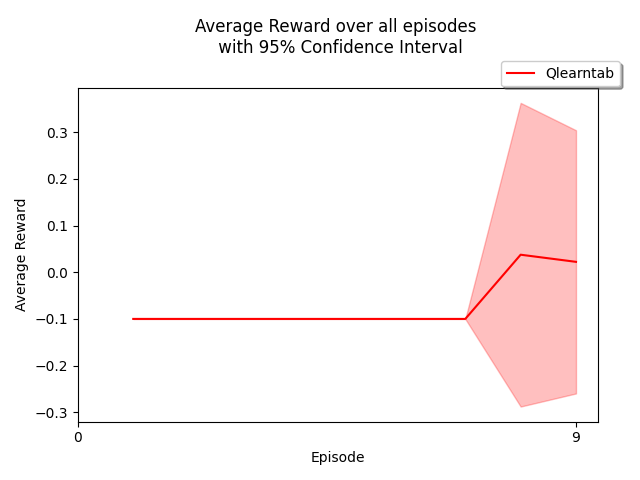 Average Reward over all episodes
with 95% Confidence Interval
Qlearntab
Average Reward
0.3
0.2
0.1
0.0
−0.1
−0.2
−0.3
0
9
Episode